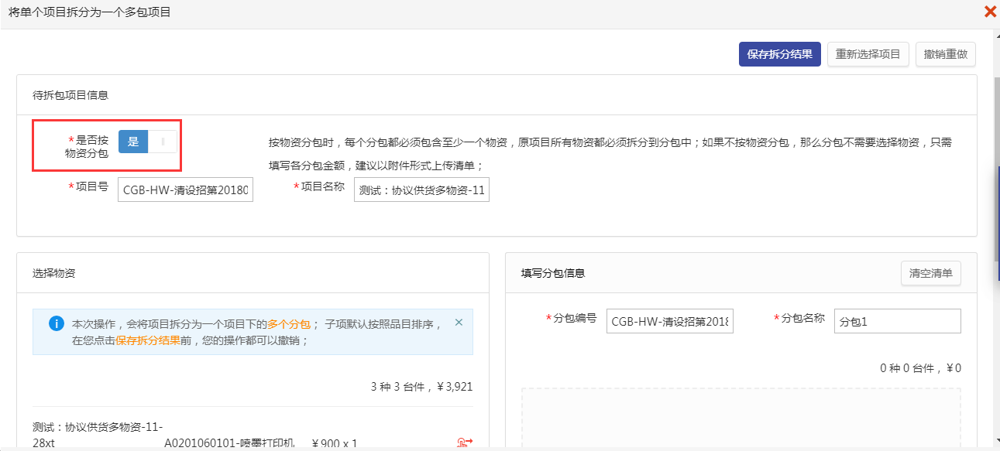 将单个项目拆分为一个多包项目
保存拆分结果 重新选择项目 撤销重做
待拆包项目信息
*是否按
物资分包
是
按物资分包时，每个分包都必须包含至少一个物资，原项目所有物资都必须拆分到分包中；如果不按物资分包，那么分包不需要选择物资，只需
填写各分包金额，建议以附件形式上传清单；
*项目号 CGB-HW-清设招第20180 *项目名称 测试：协议供货多物资-11
选择物资
本次操作，会将项目拆分为一个项目下的多个分包； 子项默认按照品目排序，
在您点击保存拆分结果前，您的操作都可以撤销；
3 种 3 台件，￥3,921
测试：协议供货多物资-11-
28xt A0201060101-喷墨打印机 ￥900 x 1
填写分包信息 清空清单
*分包编号 CGB-HW-清设招第2018 *分包名称 分包1
0 种 0 台件，￥0